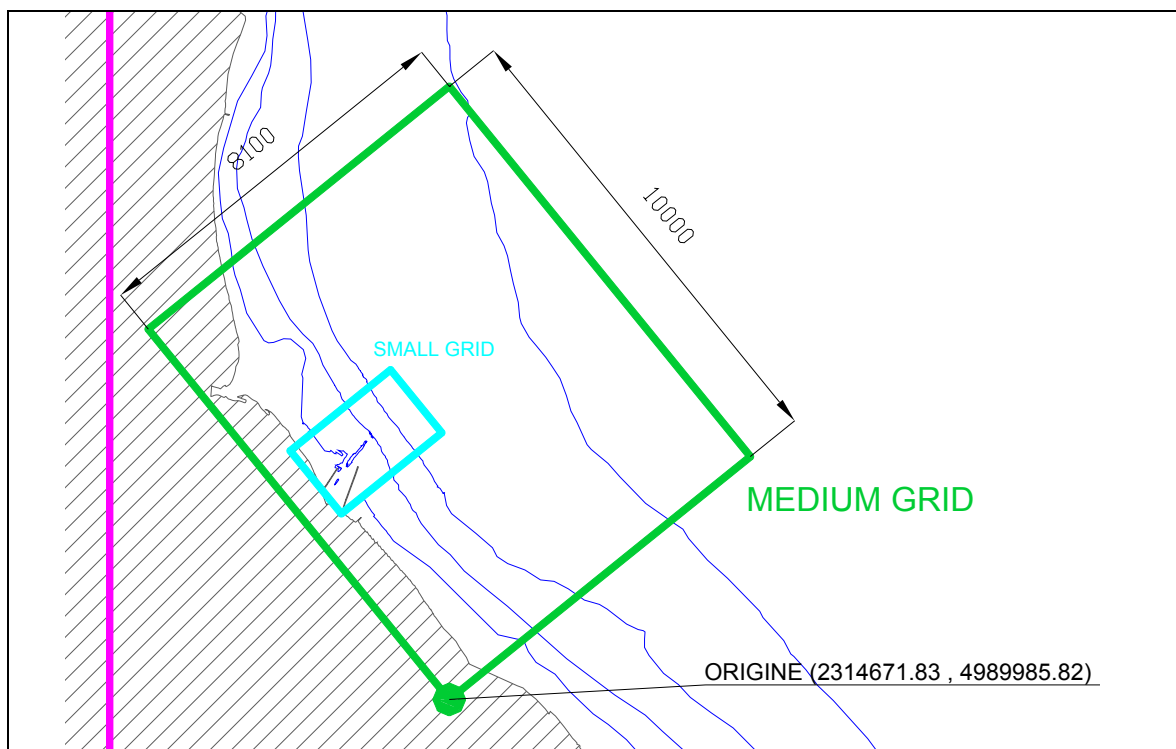 8100
10000
SMALL GRID
MEDIUM GRID
ORIGINE (2314671.83 , 4989985.82)